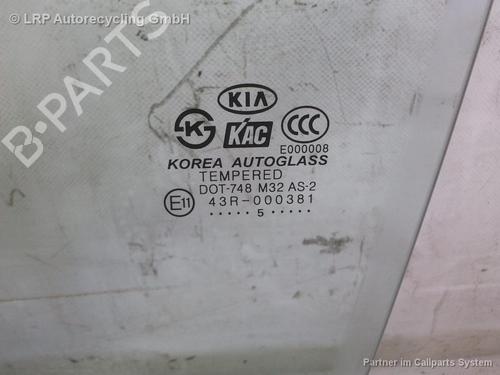 © LRP Autorecycling GmbH
B-PARTS
KIA
K
KAC
CCC
E000008
KOREA AUTOGLASS
TEMPERED
DOT-748 M32 AS-2
E11 43R-000381
..... 5 .....
Partner im Callparts System